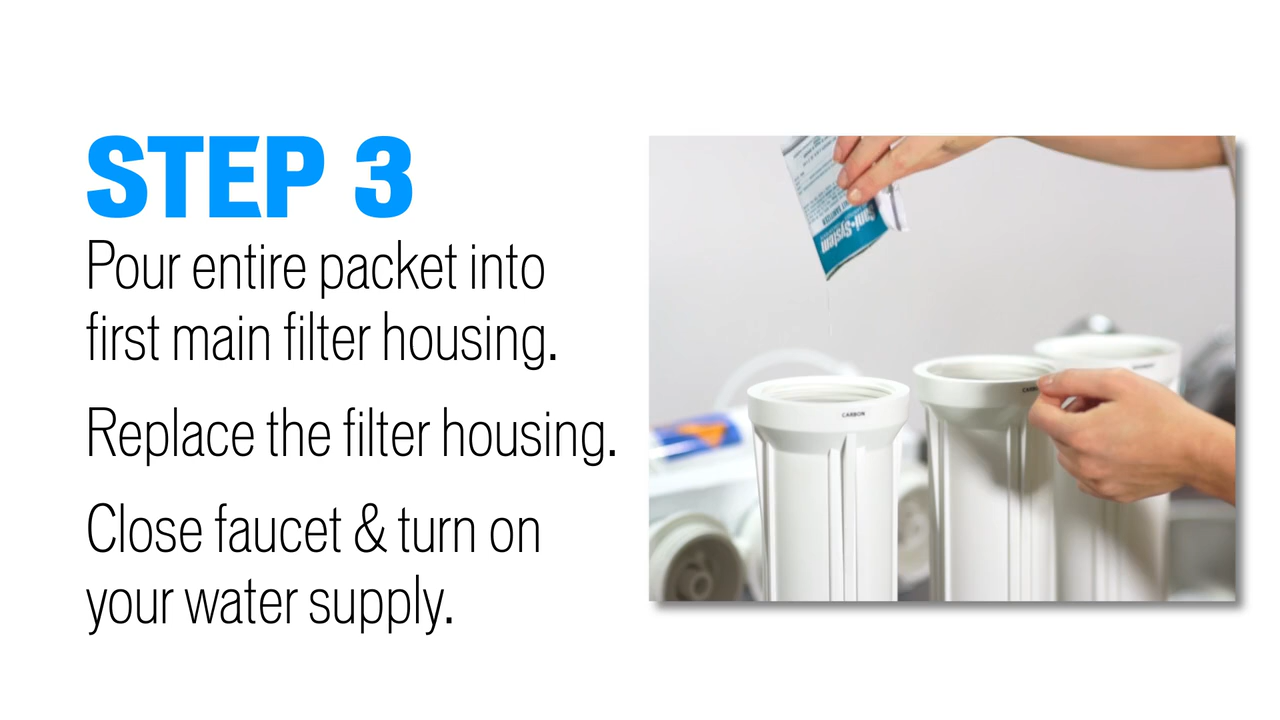 STEP 3
Pour entire packet into
first main filter housing.
Replace the filter housing.
Close faucet & turn on
your water supply.
Sani-System
CARBON